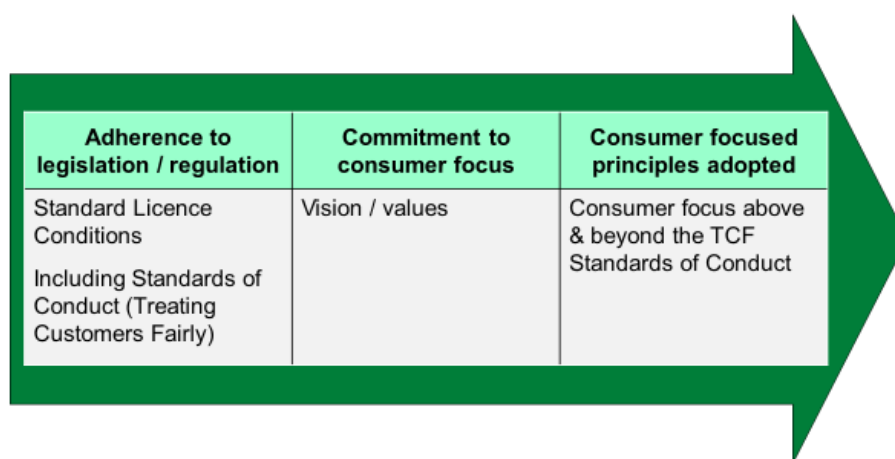 Adherence to
legislation / regulation
Commitment to
consumer focus
Consumer focused
principles adopted
Standard Licence
Conditions
Including Standards of
Conduct (Treating
Customers Fairly)
Vision / values
Consumer focus above
& beyond the TCF
Standards of Conduct